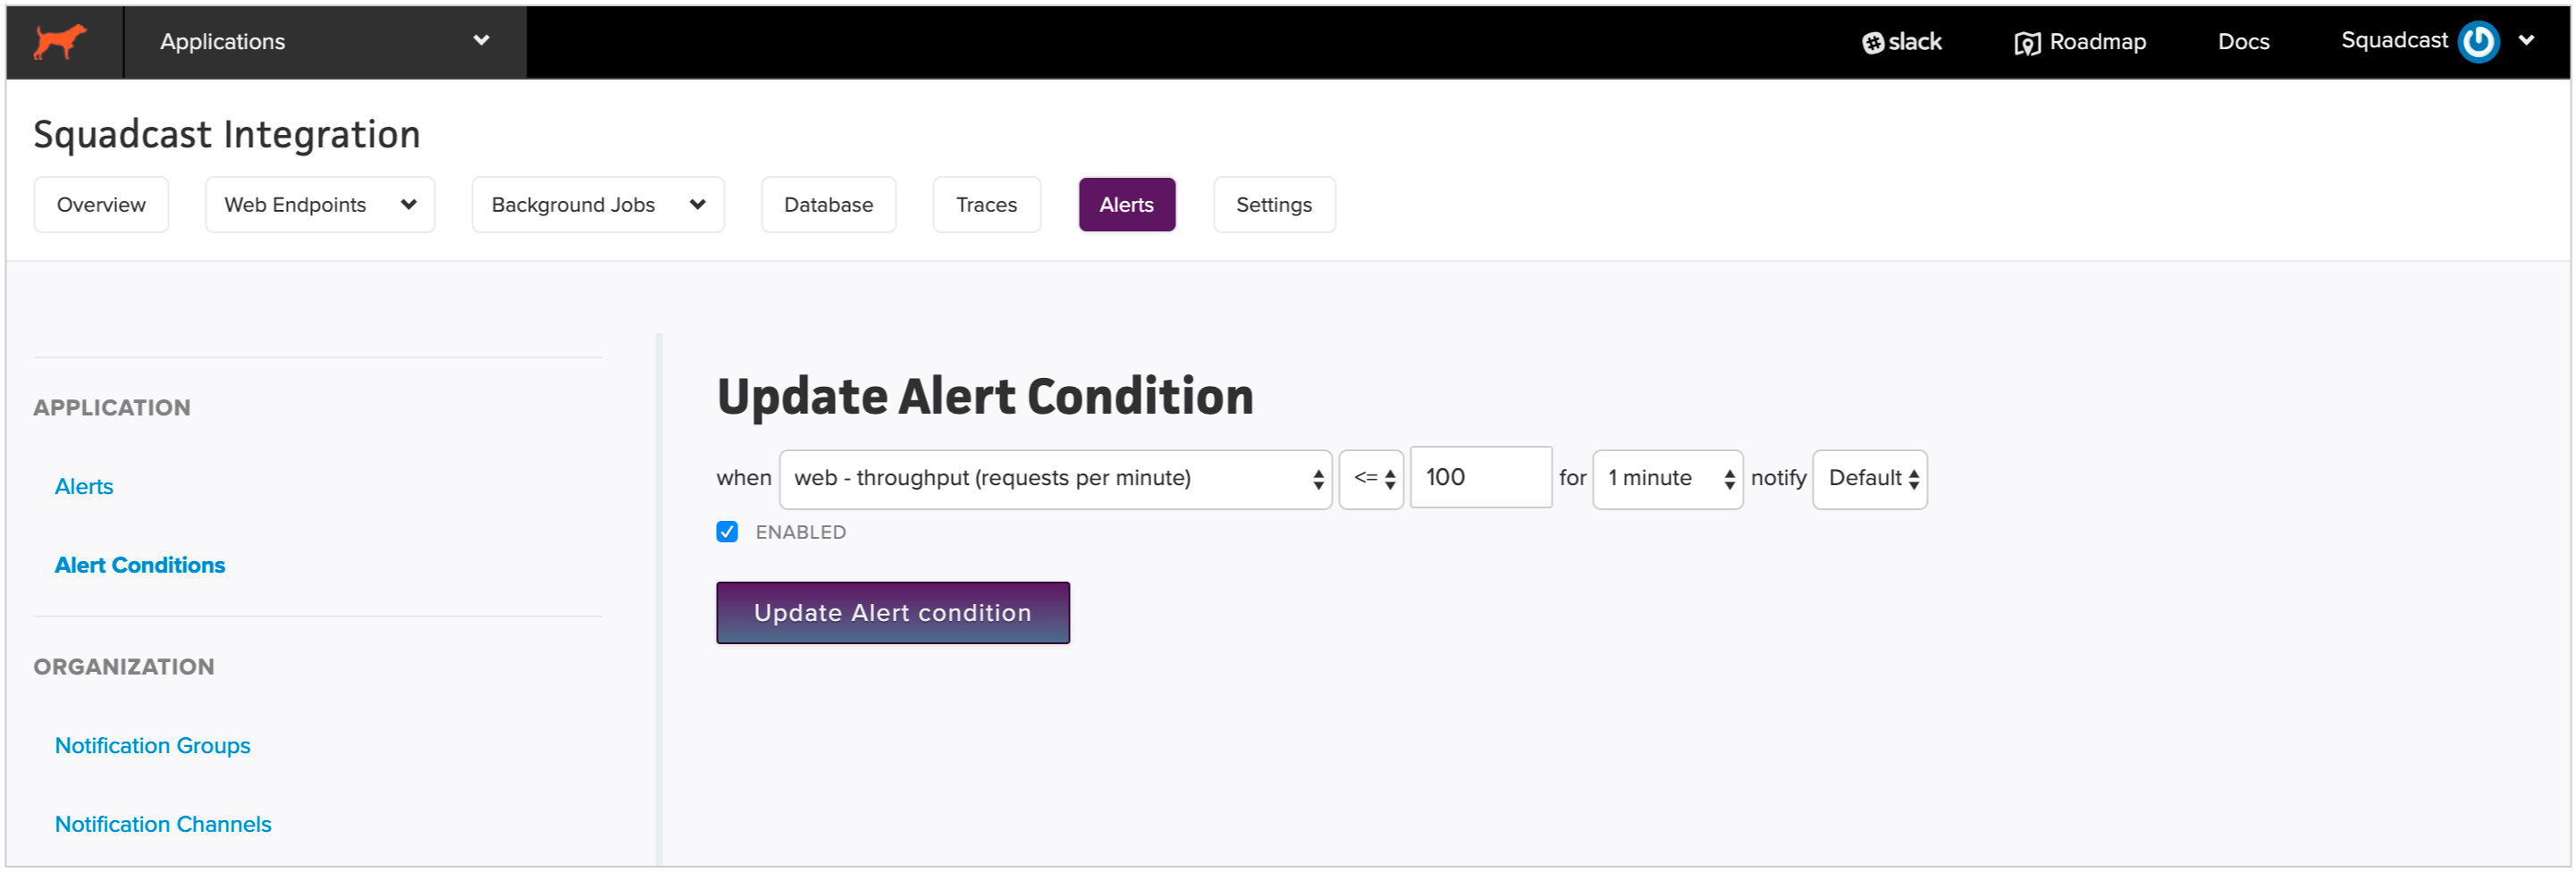 Applications slack Roadmap Docs Squadcast
Squadcast Integration
Overview Web Endpoints Background Jobs Database Traces Alerts Settings
APPLICATION
Alerts
Alert Conditions
ORGANIZATION
Notification Groups
Notification Channels
Update Alert Condition
when web - throughput (requests per minute) <= 100 for 1 minute notify Default
ENABLED
Update Alert condition